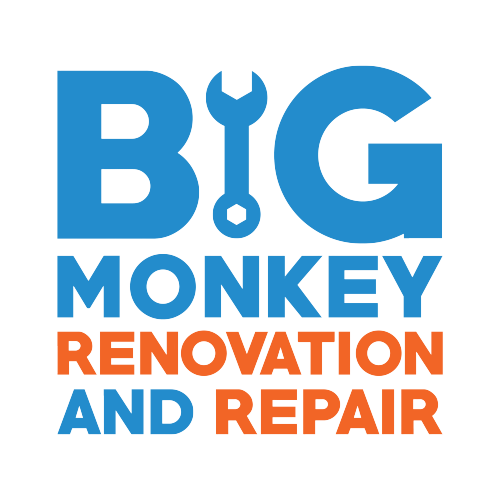 BIG
MONKEY
RENOVATION
AND REPAIR